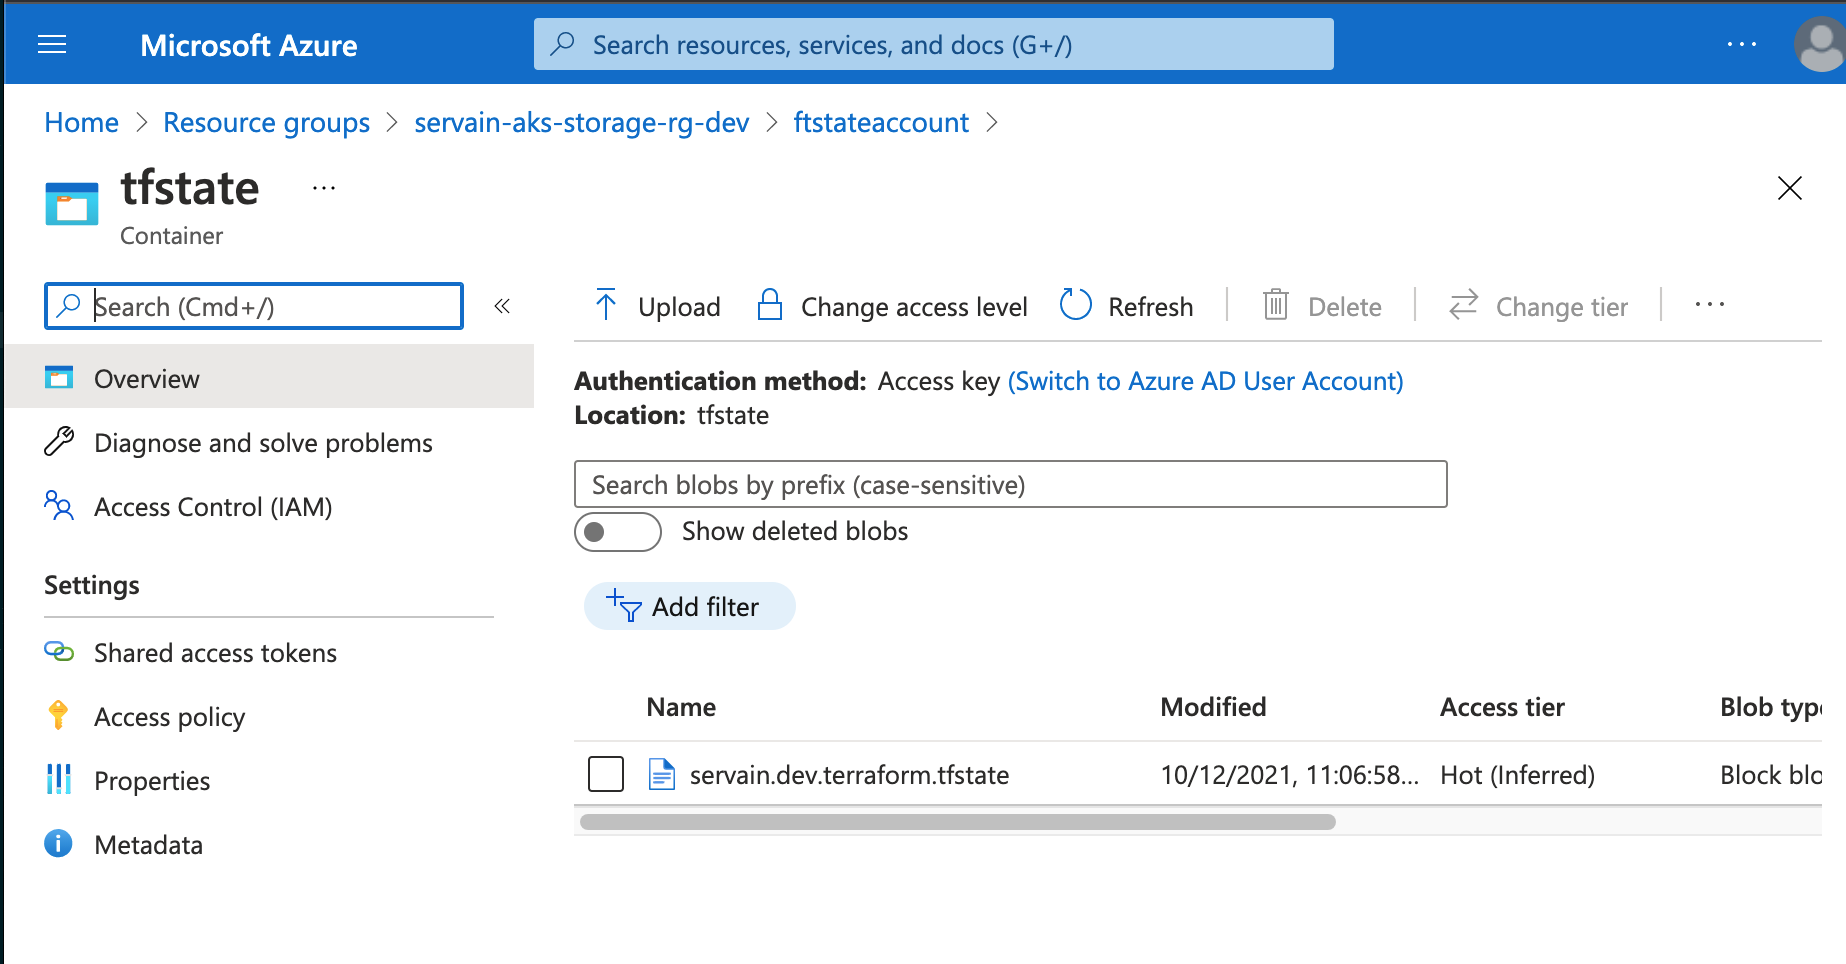 Microsoft Azure
Search resources, services, and docs (G+/)
Home > Resource groups > servain-aks-storage-rg-dev > ftstateaccount >
tfstate ...
Container
Search (Cmd+/)
«
Overview
Diagnose and solve problems
Access Control (IAM)
Settings
Shared access tokens
Access policy
Properties
Metadata
Upload Change access level Refresh Delete Change tier ...
Authentication method: Access key (Switch to Azure AD User Account)
Location: tfstate
Search blobs by prefix (case-sensitive)
Show deleted blobs
Add filter
Name Modified Access tier Blob type
servain.dev.terraform.tfstate 10/12/2021, 11:06:58... Hot (Inferred) Block blo